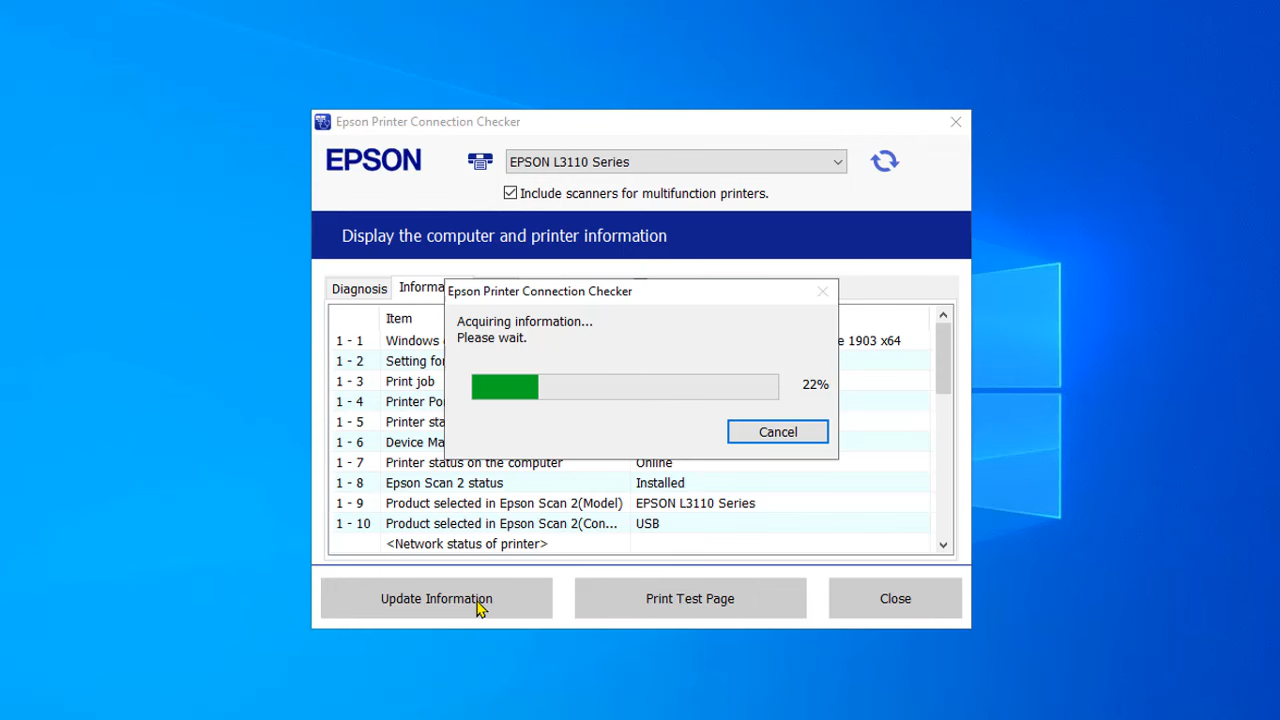 Epson Printer Connection Checker
EPSON
EPSON L3110 Series
Include scanners for multifunction printers.
Display the computer and printer information
Diagnosis
Informa
Epson Printer Connection Checker
Acquiring information...
Please wait.
22%
Cancel
Item
1 - 1 Windows e 1903 x64
1 - 2 Setting for
1 - 3 Print job
1 - 4 Printer Po
1 - 5 Printer sta
1 - 6 Device Ma
1 - 7 Printer status on the computer Online
1 - 8 Epson Scan 2 status Installed
1 - 9 Product selected in Epson Scan 2(Model) EPSON L3110 Series
1 - 10 Product selected in Epson Scan 2(Con... USB
<Network status of printer>
Update Information
Print Test Page
Close